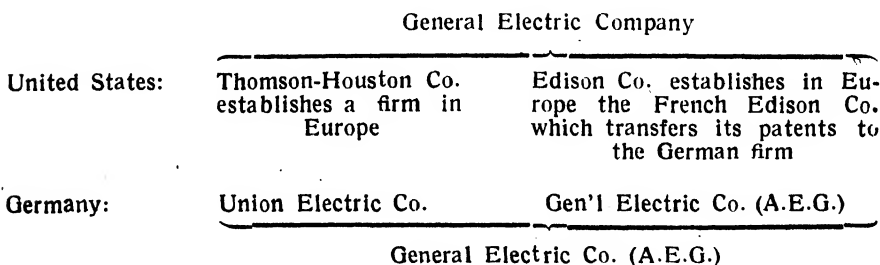 General Electric Company
United States: Thomson-Houston Co. establishes a firm in Europe
Edison Co. establishes in Eu-
rope the French Edison Co.
which transfers its patents to
the German firm
Germany: Union Electric Co. Gen'l Electric Co. (A.E.G.)
General Electric Co. (A.E.G.)